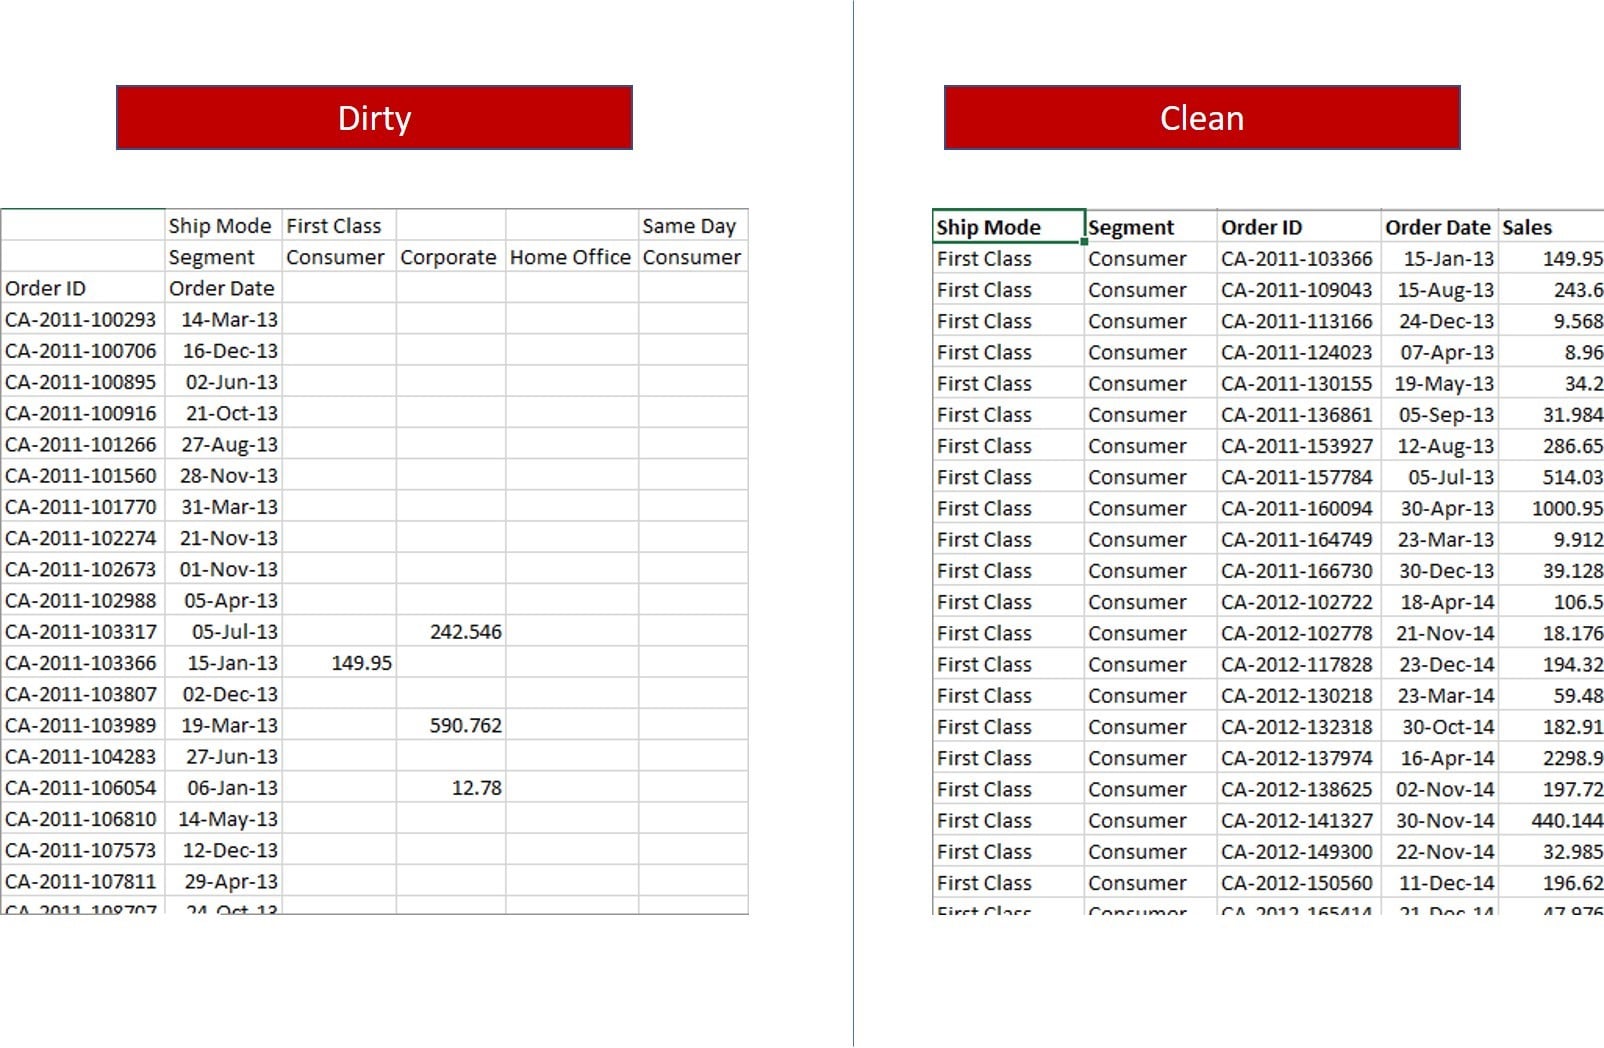 Dirty
Ship Mode First Class Same Day
Segment Consumer Corporate Home Office Consumer
Order ID Order Date
CA-2011-100293 14-Mar-13
CA-2011-100706 16-Dec-13
CA-2011-100895 02-Jun-13
CA-2011-100916 21-Oct-13
CA-2011-101266 27-Aug-13
CA-2011-101560 28-Nov-13
CA-2011-101770 31-Mar-13
CA-2011-102274 21-Nov-13
CA-2011-102673 01-Nov-13
CA-2011-102988 05-Apr-13
CA-2011-103317 05-Jul-13 242.546
CA-2011-103366 15-Jan-13 149.95
CA-2011-103807 02-Dec-13
CA-2011-103989 19-Mar-13 590.762
CA-2011-104283 27-Jun-13
CA-2011-106054 06-Jan-13 12.78
CA-2011-106810 14-May-13
CA-2011-107573 12-Dec-13
CA-2011-107811 29-Apr-13
CA-2011-108707 24-Oct-13
Clean
Ship Mode Segment Order ID Order Date Sales
First Class Consumer CA-2011-103366 15-Jan-13 149.95
First Class Consumer CA-2011-109043 15-Aug-13 243.6
First Class Consumer CA-2011-113166 24-Dec-13 9.568
First Class Consumer CA-2011-124023 07-Apr-13 8.96
First Class Consumer CA-2011-130155 19-May-13 34.2
First Class Consumer CA-2011-136861 05-Sep-13 31.984
First Class Consumer CA-2011-153927 12-Aug-13 286.65
First Class Consumer CA-2011-157784 05-Jul-13 514.03
First Class Consumer CA-2011-160094 30-Apr-13 1000.95
First Class Consumer CA-2011-164749 23-Mar-13 9.912
First Class Consumer CA-2011-166730 30-Dec-13 39.128
First Class Consumer CA-2012-102722 18-Apr-14 106.5
First Class Consumer CA-2012-102778 21-Nov-14 18.176
First Class Consumer CA-2012-117828 23-Dec-14 194.32
First Class Consumer CA-2012-130218 23-Mar-14 59.48
First Class Consumer CA-2012-132318 30-Oct-14 182.91
First Class Consumer CA-2012-137974 16-Apr-14 2298.9
First Class Consumer CA-2012-138625 02-Nov-14 197.72
First Class Consumer CA-2012-141327 30-Nov-14 440.144
First Class Consumer CA-2012-149300 22-Nov-14 32.985
First Class Consumer CA-2012-150560 11-Dec-14 196.62
First Class Consumer CA-2012-165414 21-Dec-14 47.976